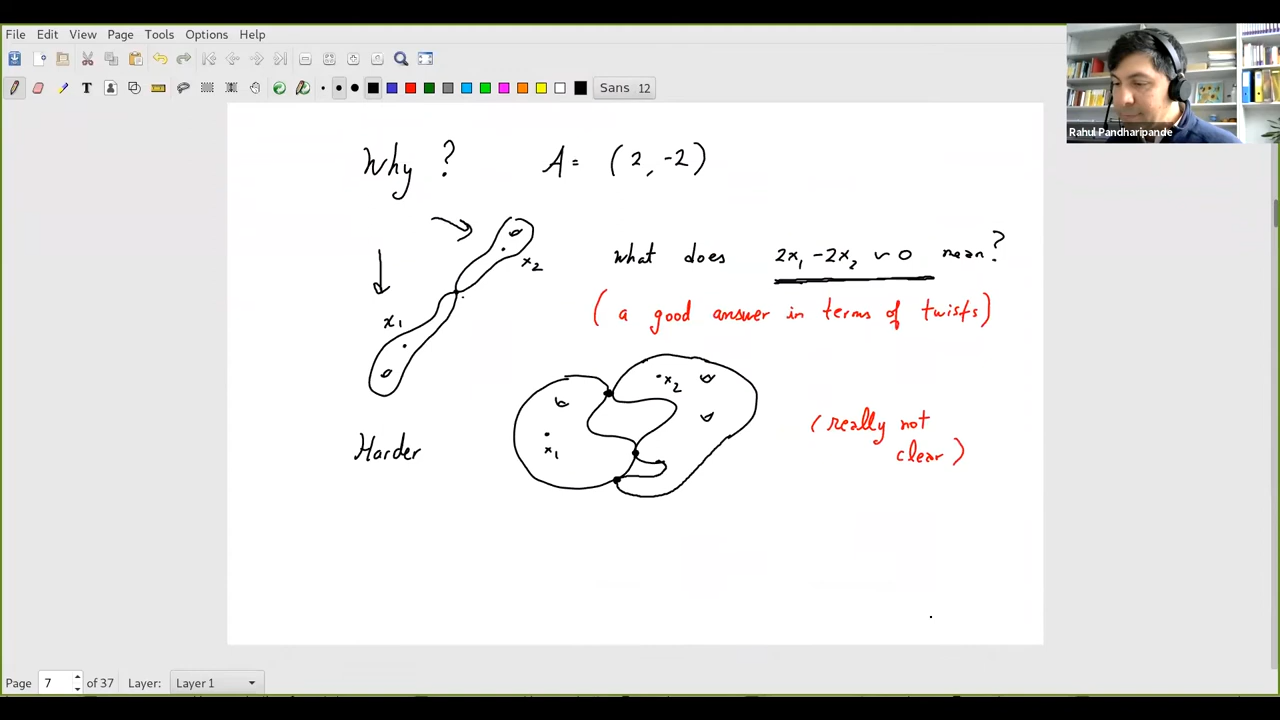 File Edit View Page Tools Options Help
Sans 12
Rahul Pandharipande
Why ? A = (2, -2)
x₂
What does 2x₁ - 2x₂ ~ 0 mean?
(a good answer in terms of twists)
x₁
x₂
x₁
(really not
clear)
Harder
Page 7 of 37 Layer: Layer 1